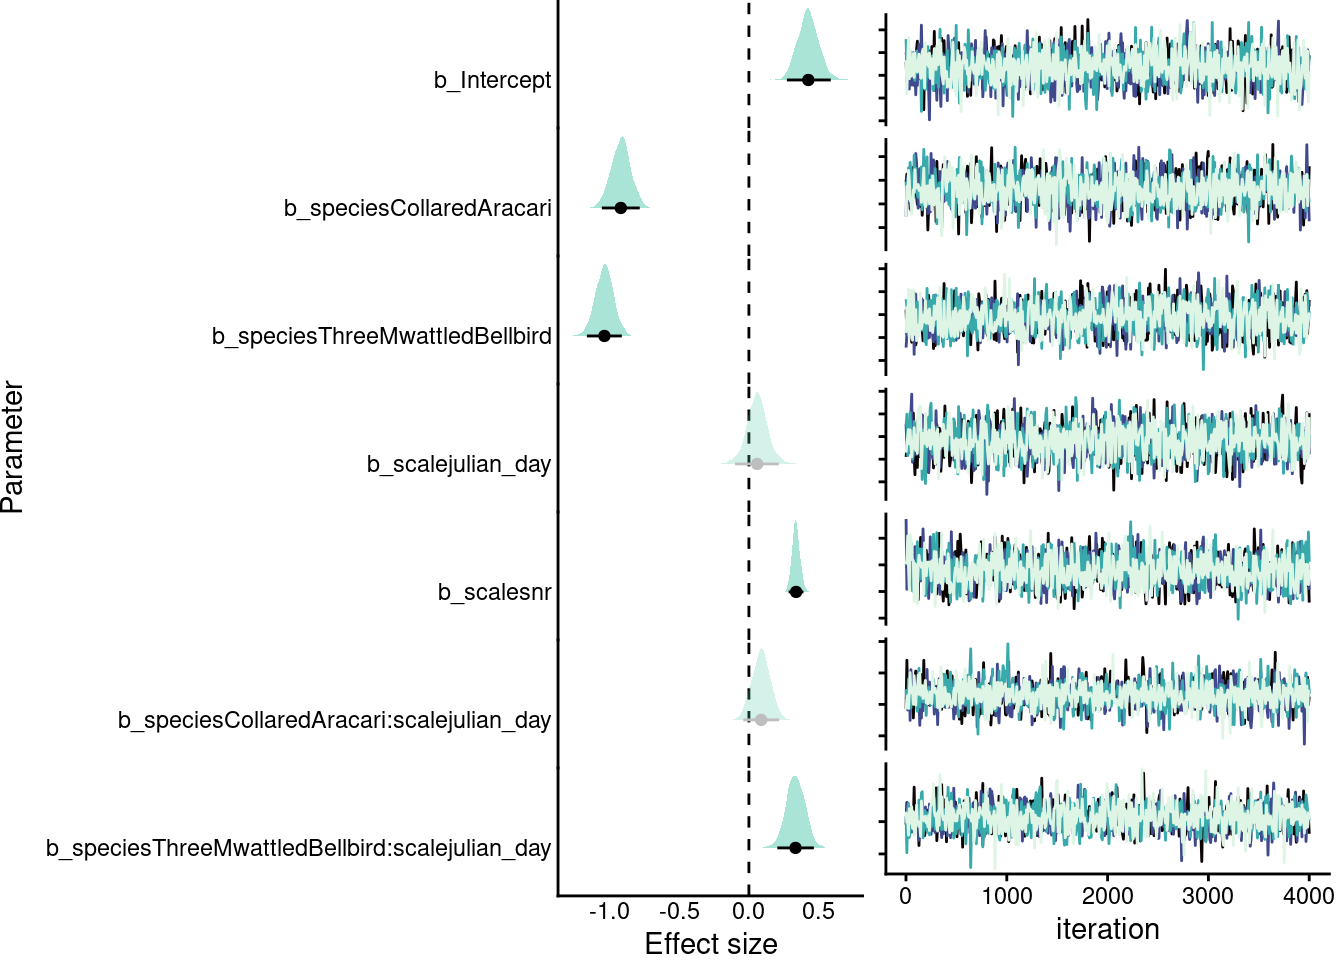 Parameter
b_Intercept
b_speciesCollaredAracari
b_speciesThreeMwattledBellbird
b_scalejulian_day
b_scalesnr
b_speciesCollaredAracari:scalejulian_day
b_speciesThreeMwattledBellbird:scalejulian_day
-1.0 -0.5 0.0 0.5
Effect size
0 1000 2000 3000 4000
iteration